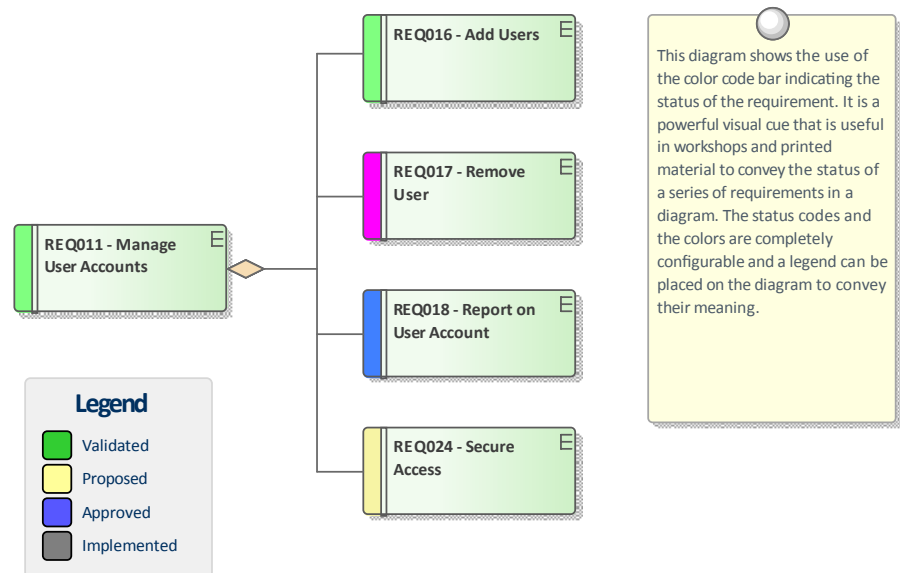 REQ016 - Add Users
REQ017 - Remove
User
REQ011 - Manage
User Accounts
REQ018 - Report on
User Account
REQ024 - Secure
Access
Legend
Validated
Proposed
Approved
Implemented
This diagram shows the use of
the color code bar indicating the
status of the requirement. It is a
powerful visual cue that is useful
in workshops and printed
material to convey the status of
a series of requirements in a
diagram. The status codes and
the colors are completely
configurable and a legend can be
placed on the diagram to convey
their meaning.